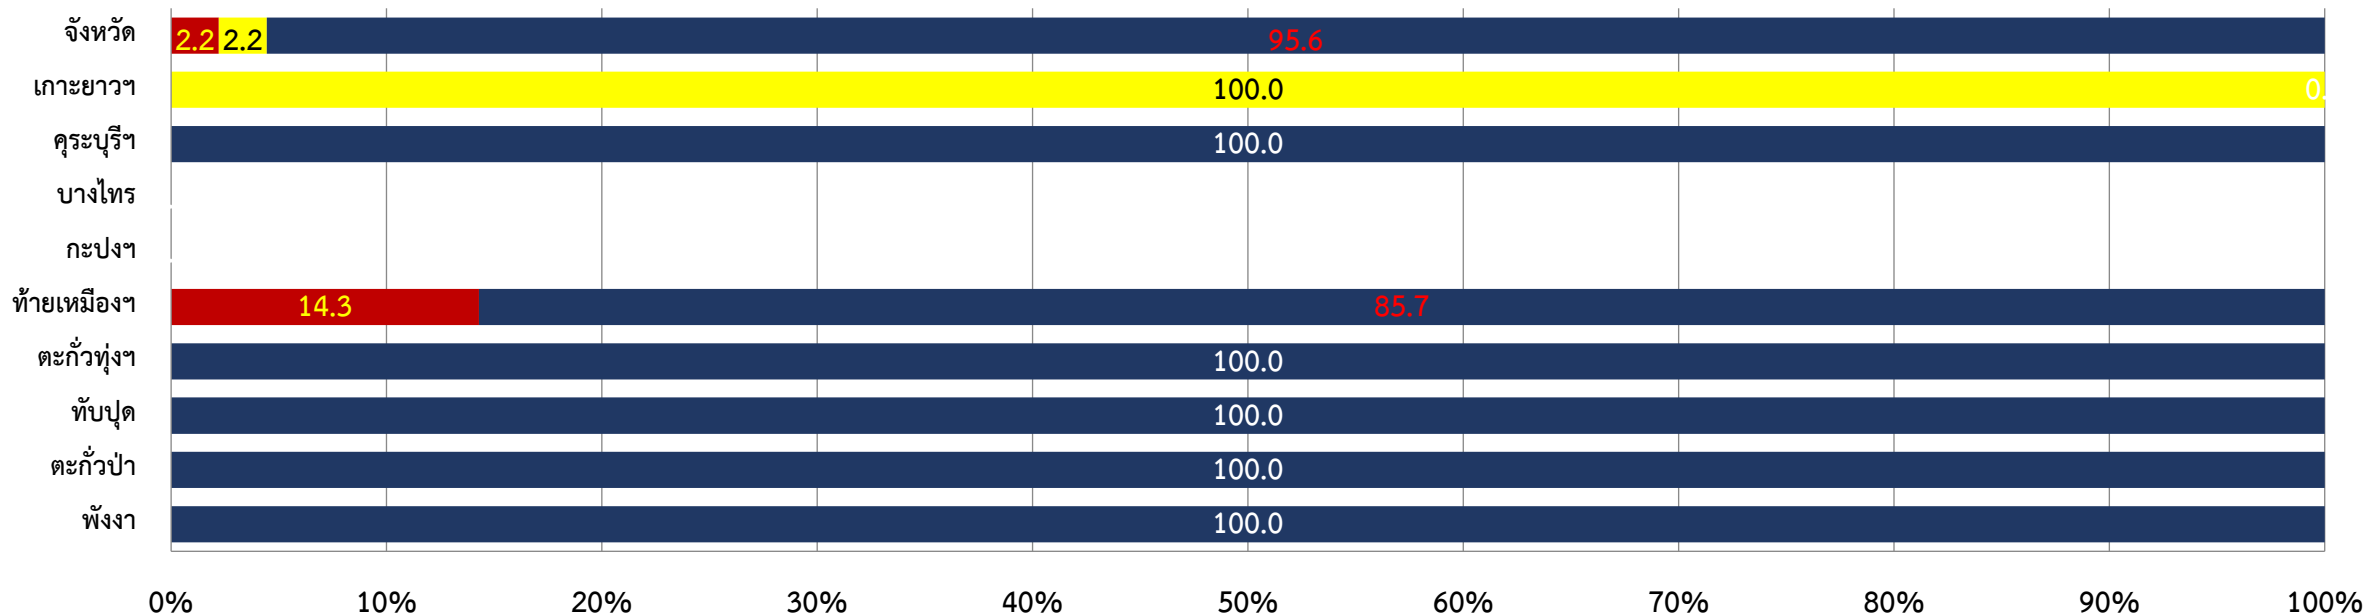 จังหวัด 2.2 2.2 95.6
เกาะยาวฯ 100.0 0.
คุระบุรีฯ 100.0
บางไทร
กะปงฯ
ท้ายเหมืองฯ 14.3 85.7
ตะกั่วทุ่งฯ 100.0
ทับปุด 100.0
ตะกั่วป่า 100.0
พังงา 100.0
0% 10% 20% 30% 40% 50% 60% 70% 80% 90% 100%